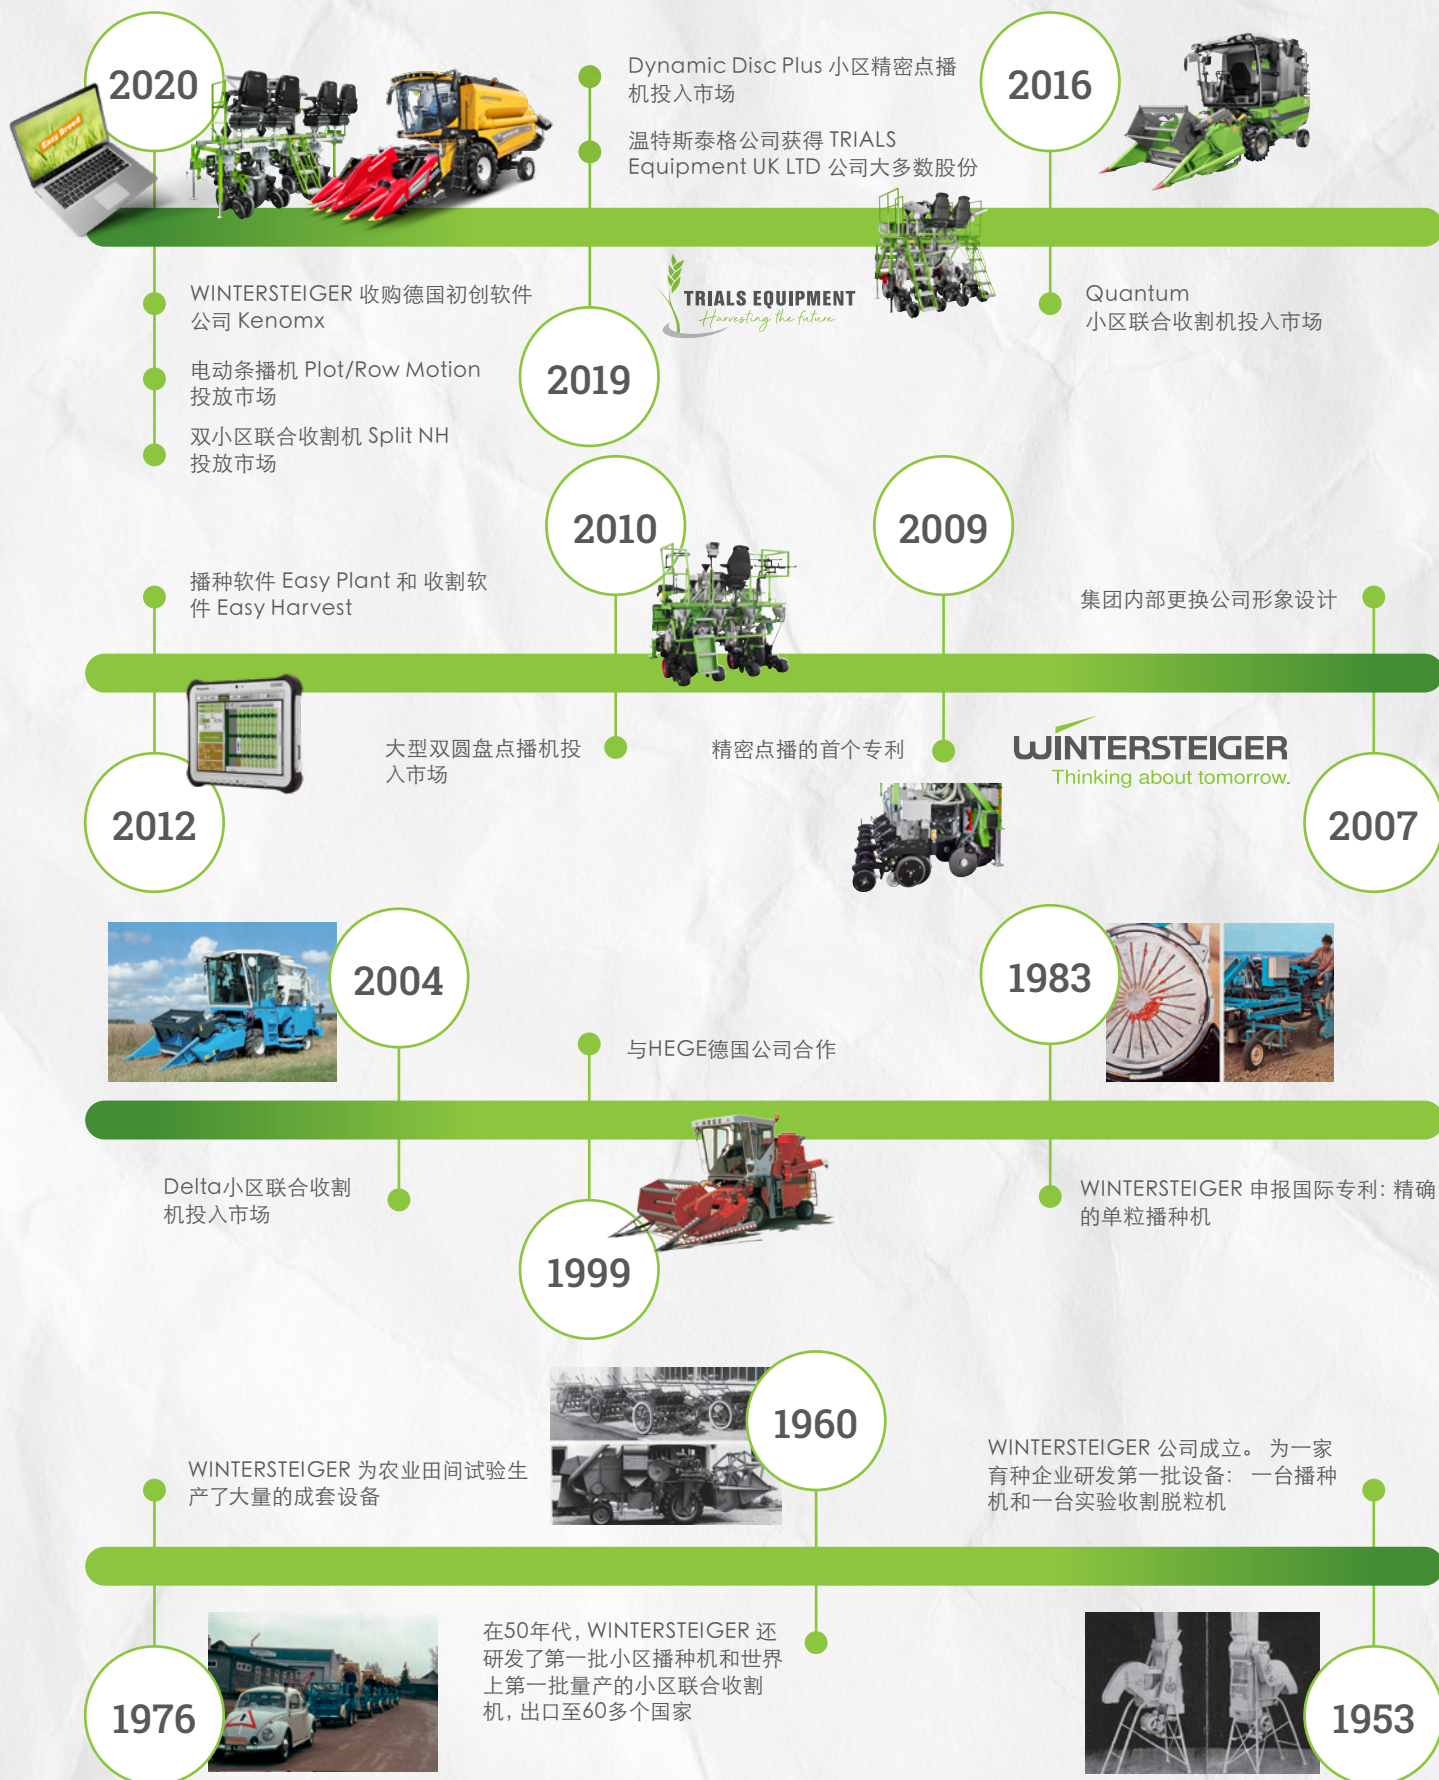 2020
Easy Breed
WINTERSTEIGER 收购德国初创软件
公司 Kenomx
电动条播机 Plot/Row Motion
投放市场
双小区联合收割机 Split NH
投放市场
Dynamic Disc Plus 小区精密点播
机投入市场
温特斯泰格公司获得 TRIALS
Equipment UK LTD 公司大多数股份
TRIALS EQUIPMENT
Harvesting the future
2019
2016
Quantum
小区联合收割机投入市场
播种软件 Easy Plant 和 收割软
件 Easy Harvest
2012
2010
大型双圆盘点播机投
入市场
2009
精密点播的首个专利
集团内部更换公司形象设计
WINTERSTEIGER
Thinking about tomorrow.
2007
2004
Delta小区联合收割
机投入市场
与HEGE德国公司合作
HEGE
1999
1983
WINTERSTEIGER 申报国际专利: 精确
的单粒播种机
WINTERSTEIGER 为农业田间试验生
产了大量的成套设备
1976
1960
在50年代, WINTERSTEIGER 还
研发了第一批小区播种机和世界
上第一批量产的小区联合收割
机, 出口至60多个国家
WINTERSTEIGER 公司成立。 为一家
育种企业研发第一批设备: 一台播种
机和一台实验收割脱粒机
1953